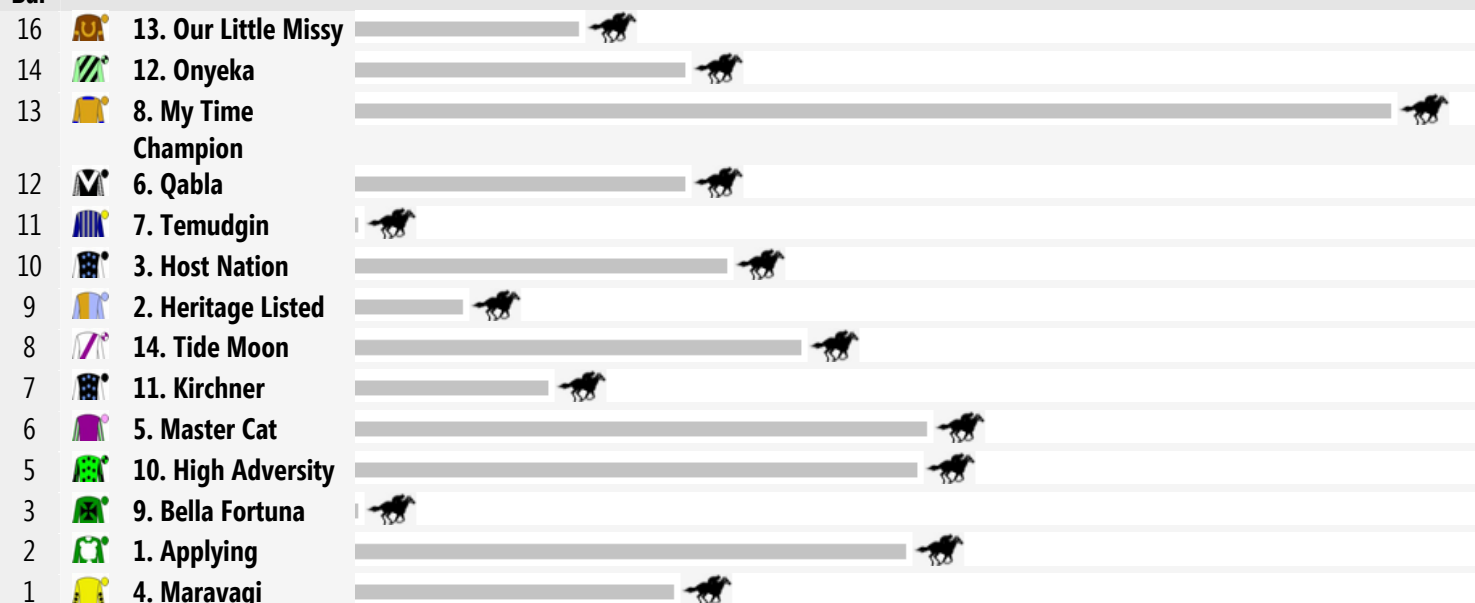 Bar
16 13. Our Little Missy
14 12. Onyeka
13 8. My Time
Champion
12 6. Qabla
11 7. Temudgin
10 3. Host Nation
9 2. Heritage Listed
8 14. Tide Moon
7 11. Kirchner
6 5. Master Cat
5 10. High Adversity
3 9. Bella Fortuna
2 1. Applying
1 4. Maravagi